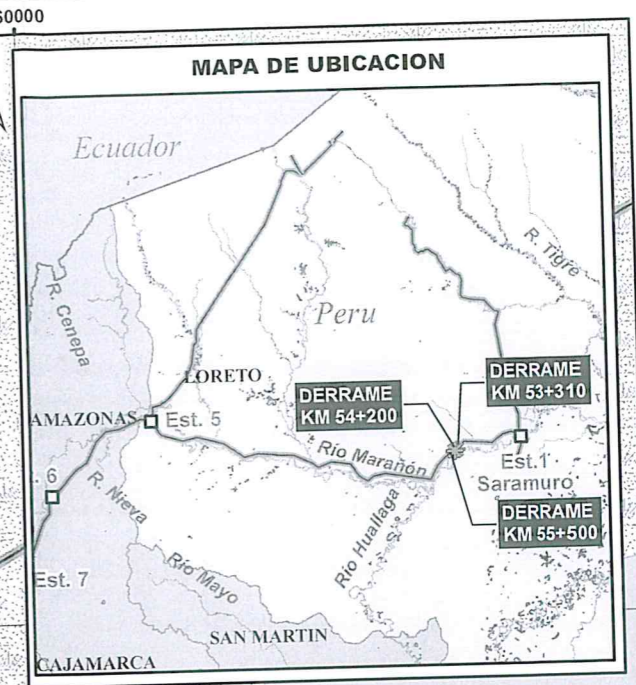 60000
MAPA DE UBICACION
Ecuador
R. Tigre
R. Cenepa
Peru
LORETO
DERRAME
KM 53+310
DERRAME
KM 54+200
AMAZONAS
Est. 5
Río Marañón
Est.1
Saramuro
. 6
R. Nieva
Río Huallaga
DERRAME
KM 55+500
Est. 7
Río Mayo
SAN MARTIN
CAJAMARCA